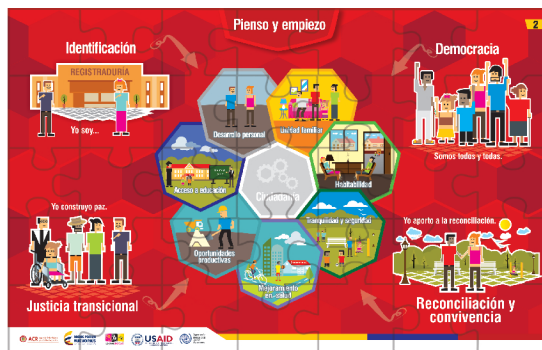 Pienso y empiezo
2
Identificación
REGISTRADURÍA
Yo soy...
Democracia
Somos todos y todas.
Desarrollo personal
Unidad familiar
Acceso a educación
Habitabilidad
Ciudadanía
Tranquilidad y seguridad
Oportunidades
productivas
Mejoramiento
en salud
Yo construyo paz.
Justicia transicional
Yo aporto a la reconciliación.
Reconciliación y
convivencia
ACR
USAID